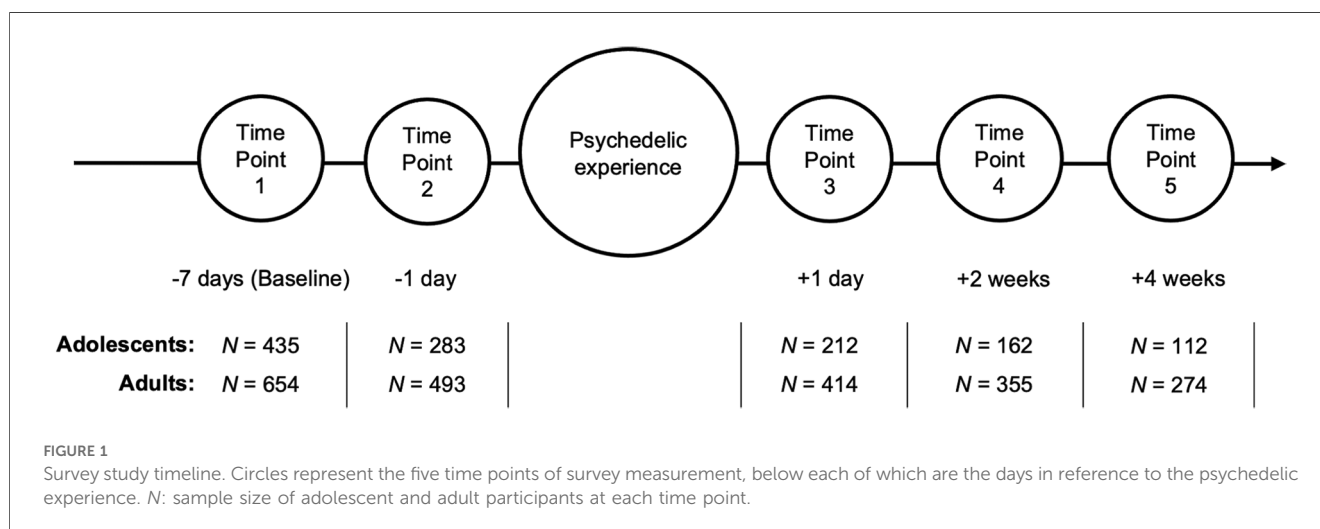 Time
Point
1
Time
Point
2
Psychedelic
experience
Time
Point
3
Time
Point
4
Time
Point
5
-7 days (Baseline)
-1 day
+1 day
+2 weeks
+4 weeks
Adolescents: N = 435 N = 283 N = 212 N = 162 N = 112
Adults: N = 654 N = 493 N = 414 N = 355 N = 274
FIGURE 1
Survey study timeline. Circles represent the five time points of survey measurement, below each of which are the days in reference to the psychedelic
experience. N: sample size of adolescent and adult participants at each time point.